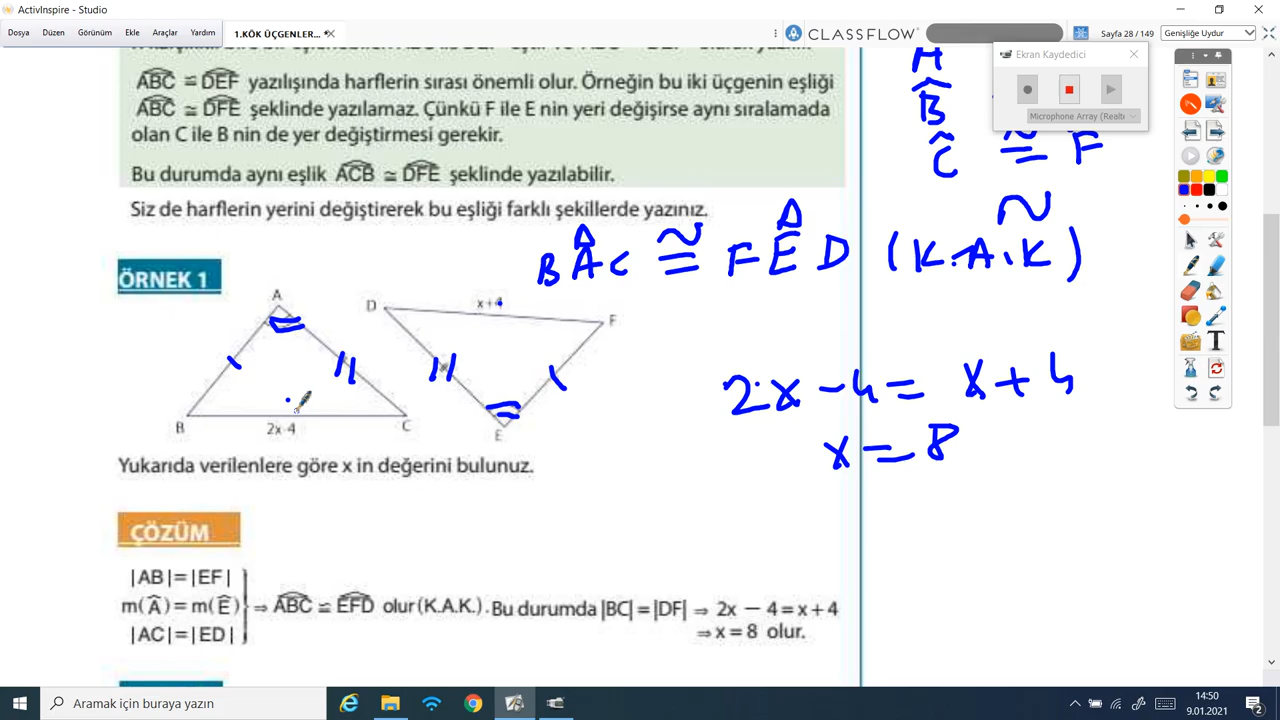 ActivInspire - Studio
Dosya Düzen Görünüm Ekle Araçlar Yardım 1.KÖK ÜÇGENLER... CLASSFLOW Sayfa 28 / 149 Genişliğe Uydur
Ekran Kaydedici
Microphone Array (Realt
ABC ≅ DEF yazılışında harflerin sırası önemli olur. Örneğin bu iki üçgenin eşliği
ABC ≅ DFE şeklinde yazılamaz. Çünkü F ile E nin yeri değişirse aynı sıralamada
olan C ile B nin de yer değiştirmesi gerekir.
Bu durumda aynı eşlik ACB ≅ DFE şeklinde yazılabilir.
Siz de harflerin yerini değiştirerek bu eşliği farklı şekillerde yazınız.
A
B
C ≅ F
BAC ≅ FED (K.A.K)
ÖRNEK 1
A
B
C
2x-4
D
x+4
F
E
2x - 4 = x + 4
x = 8
Yukarıda verilenlere göre x in değerini bulunuz.
ÇÖZÜM
|AB|=|EF|
m(Â)=m(Ê) ⇒ ABC ≅ EFD olur(K.A.K.). Bu durumda |BC|=|DF| ⇒ 2x − 4=x+4
|AC|=|ED| ⇒x=8 olur.
Aramak için buraya yazın
14:50
9.01.2021
2